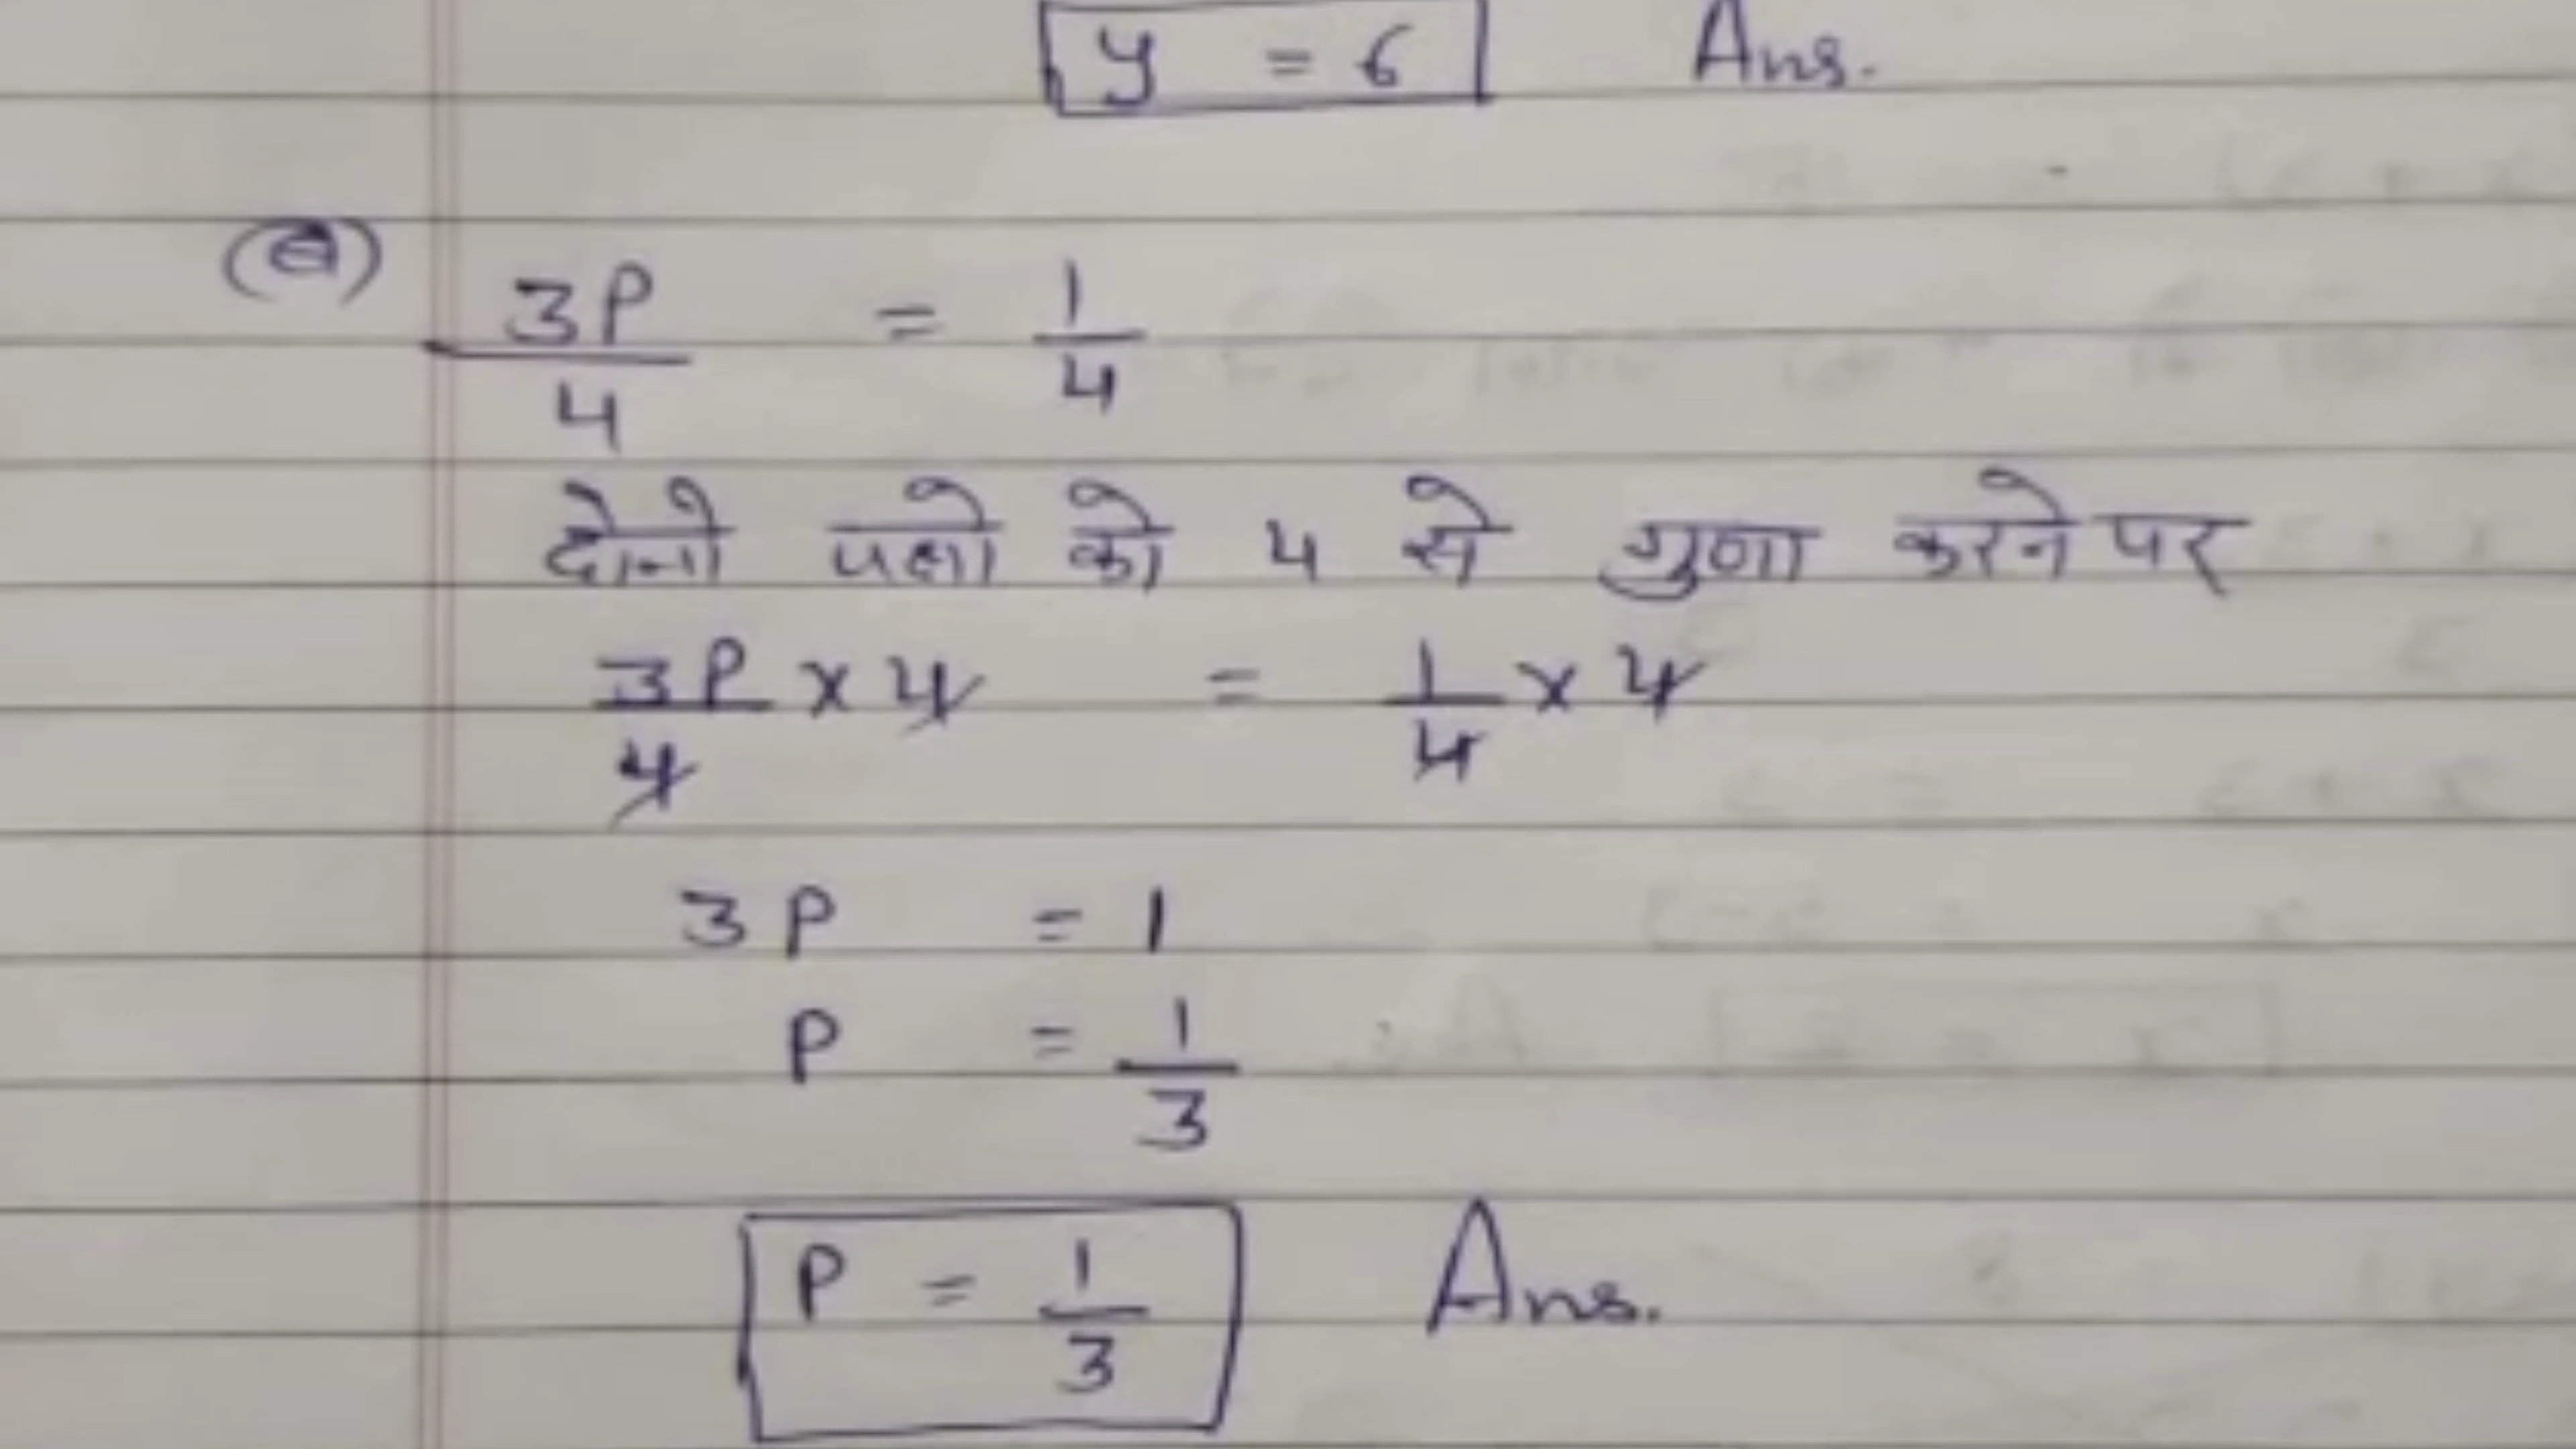 y = 6 Ans.
3P/4 = 1/4
दोनो पक्षो को 4 से गुणा करने पर
3P/4 × 4 = 1/4 × 4
3P = 1
P = 1/3
P = 1/3 Ans.